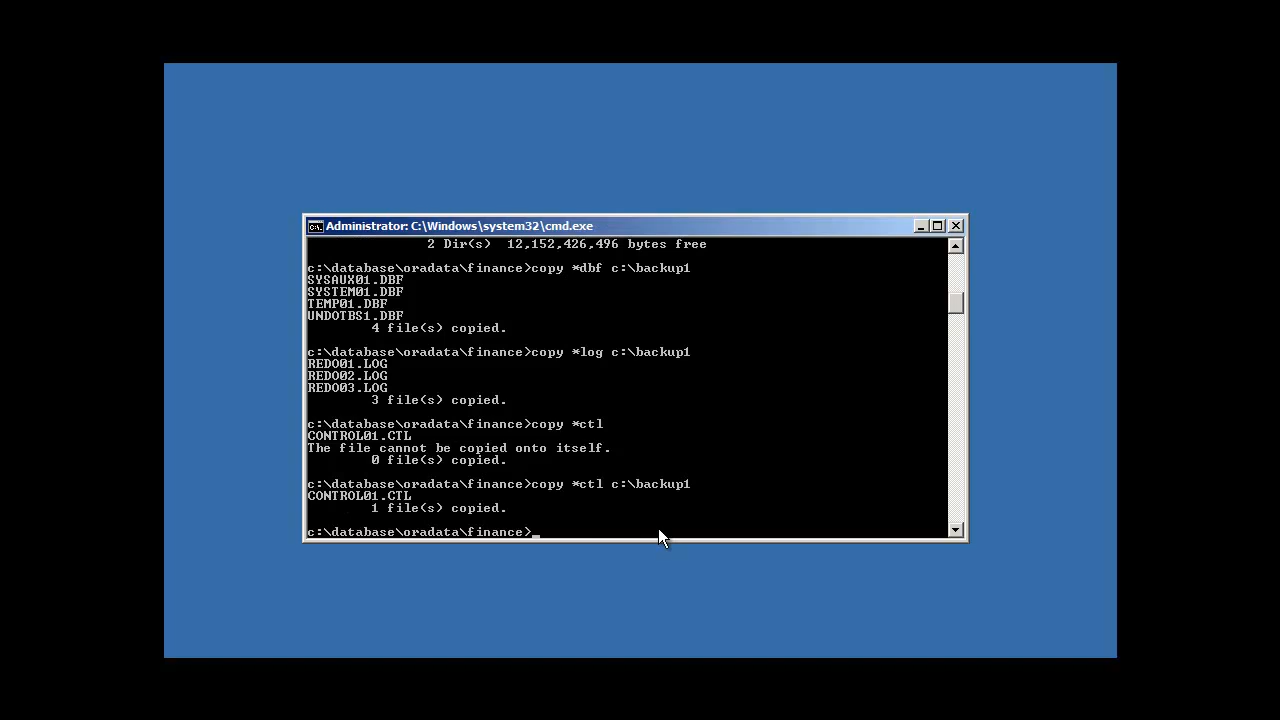 Administrator: C:\Windows\system32\cmd.exe
2 Dir(s)  12,152,426,496 bytes free
c:\database\oradata\finance>copy *dbf c:\backup1
SYSAUX01.DBF
SYSTEM01.DBF
TEMP01.DBF
UNDOTBS1.DBF
4 file(s) copied.
c:\database\oradata\finance>copy *log c:\backup1
REDO01.LOG
REDO02.LOG
REDO03.LOG
3 file(s) copied.
c:\database\oradata\finance>copy *ctl
CONTROL01.CTL
The file cannot be copied onto itself.
0 file(s) copied.
c:\database\oradata\finance>copy *ctl c:\backup1
CONTROL01.CTL
1 file(s) copied.
c:\database\oradata\finance>